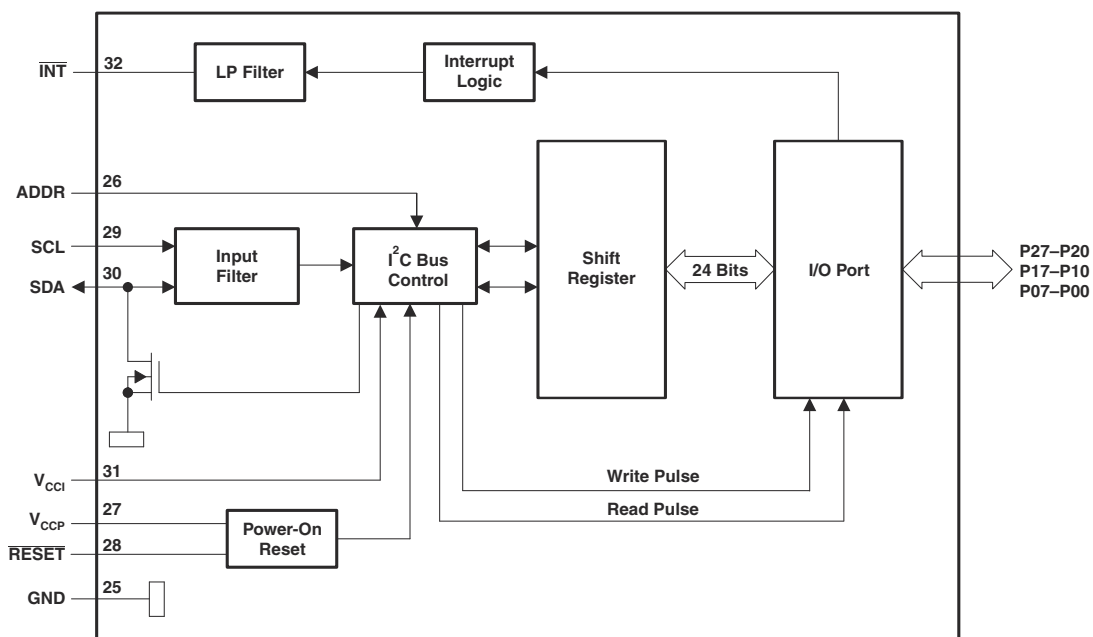 INT
32
LP Filter
Interrupt
Logic
ADDR
26
SCL
29
SDA
30
Input
Filter
I²C Bus
Control
Shift
Register
24 Bits
I/O Port
P27–P20
P17–P10
P07–P00
VCCI
31
VCCP
27
RESET
28
Power-On
Reset
GND
25
Write Pulse
Read Pulse